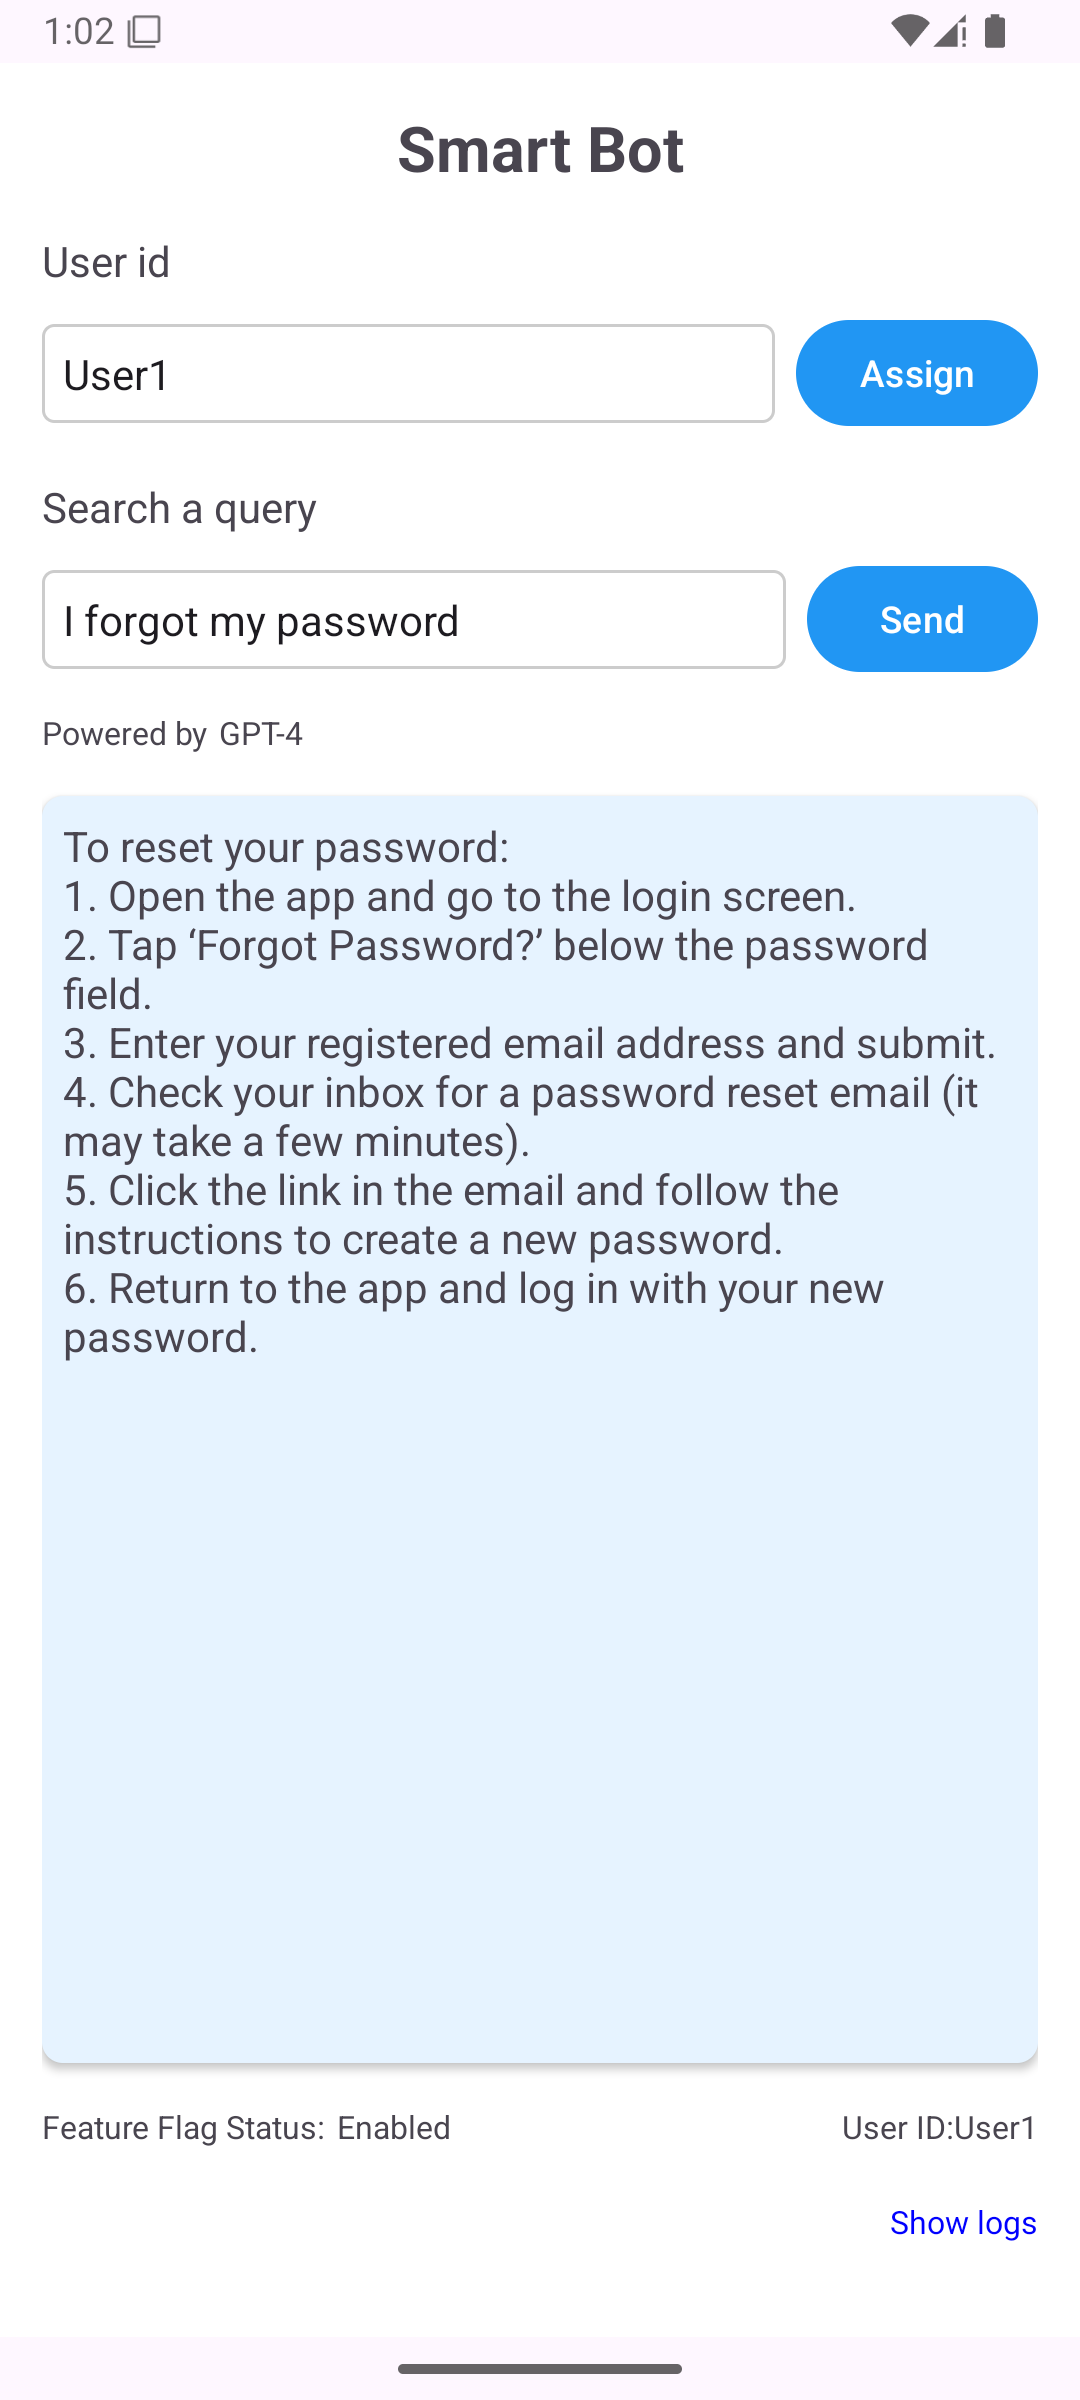 1:02
Smart Bot
User id
User1
Assign
Search a query
I forgot my password
Send
Powered by GPT-4
To reset your password:
1. Open the app and go to the login screen.
2. Tap ‘Forgot Password?’ below the password
field.
3. Enter your registered email address and submit.
4. Check your inbox for a password reset email (it
may take a few minutes).
5. Click the link in the email and follow the
instructions to create a new password.
6. Return to the app and log in with your new
password.
Feature Flag Status: Enabled
User ID:User1
Show logs